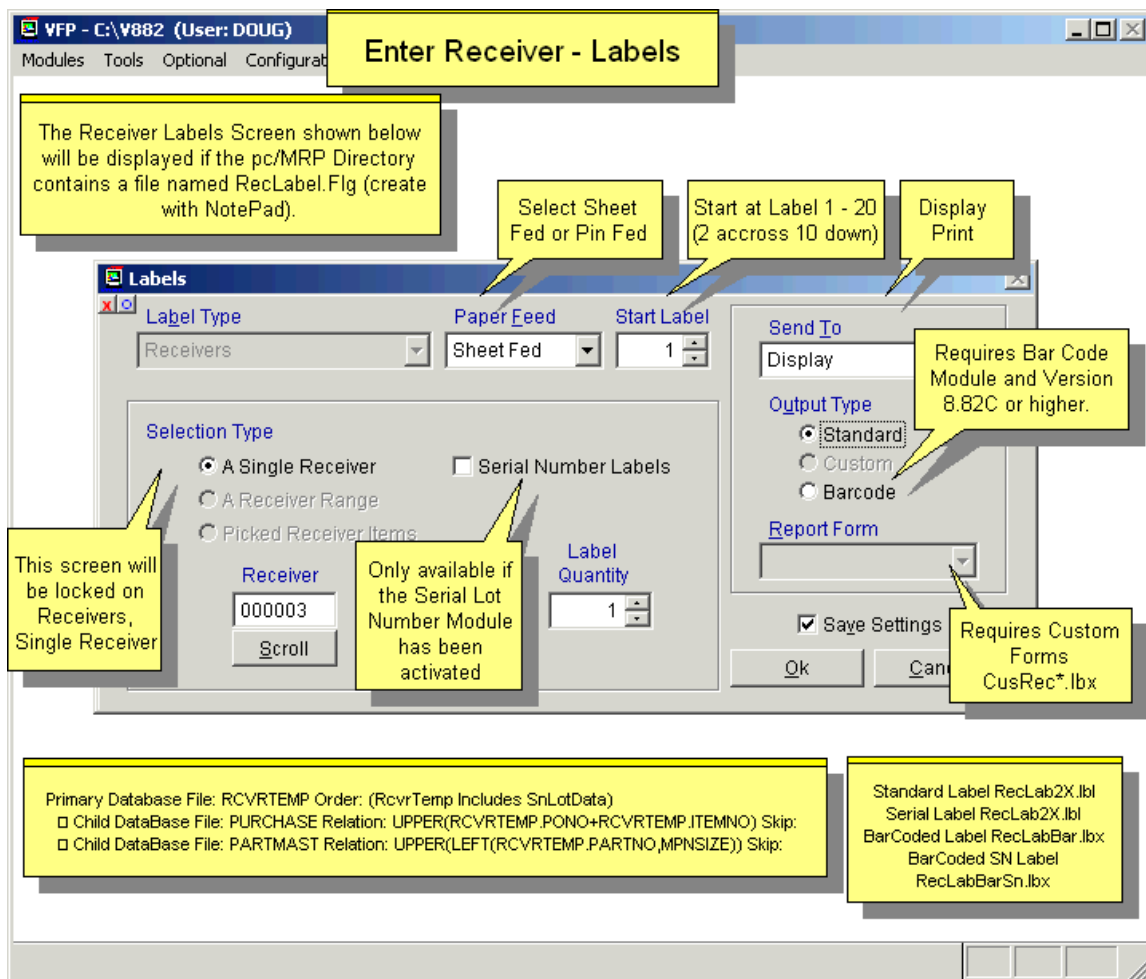 VFP - C:\V882 (User: DOUG)
Enter Receiver - Labels
Modules Tools Optional
The Receiver Labels Screen shown below
will be displayed if the pc/MRP Directory
contains a file named RecLabel.Flg (create
with NotePad).
Select Sheet
Fed or Pin Fed
Start at Label 1 - 20
(2 accross 10 down)
Display
Print
Labels
Label Type
Receivers
Paper Feed
Sheet Fed
Start Label
1
Send To
Display
Requires Bar Code
Module and Version
8.82C or higher.
Output Type
Standard
Custom
Barcode
Report Form
Selection Type
A Single Receiver
A Receiver Range
Picked Receiver Items
Serial Number Labels
This screen will
be locked on
Receivers,
Single Receiver
Receiver
000003
Scroll
Only available if
the Serial Lot
Number Module
has been
activated
Label
Quantity
1
Save Settings
Ok
Requires Custom
Forms
CusRec*.lbx
Primary Database File: RCVRTEMP Order: (RcvrTemp Includes SnLotData)
Child DataBase File: PURCHASE Relation: UPPER(RCVRTEMP.PONO+RCVRTEMP.ITEMNO) Skip:
Child DataBase File: PARTMAST Relation: UPPER(LEFT(RCVRTEMP.PARTNO,MPNSIZE)) Skip:
Standard Label RecLab2X.lbl
Serial Label RecLab2X.lbl
BarCoded Label RecLabBar.lbx
BarCoded SN Label
RecLabBarSn.lbx